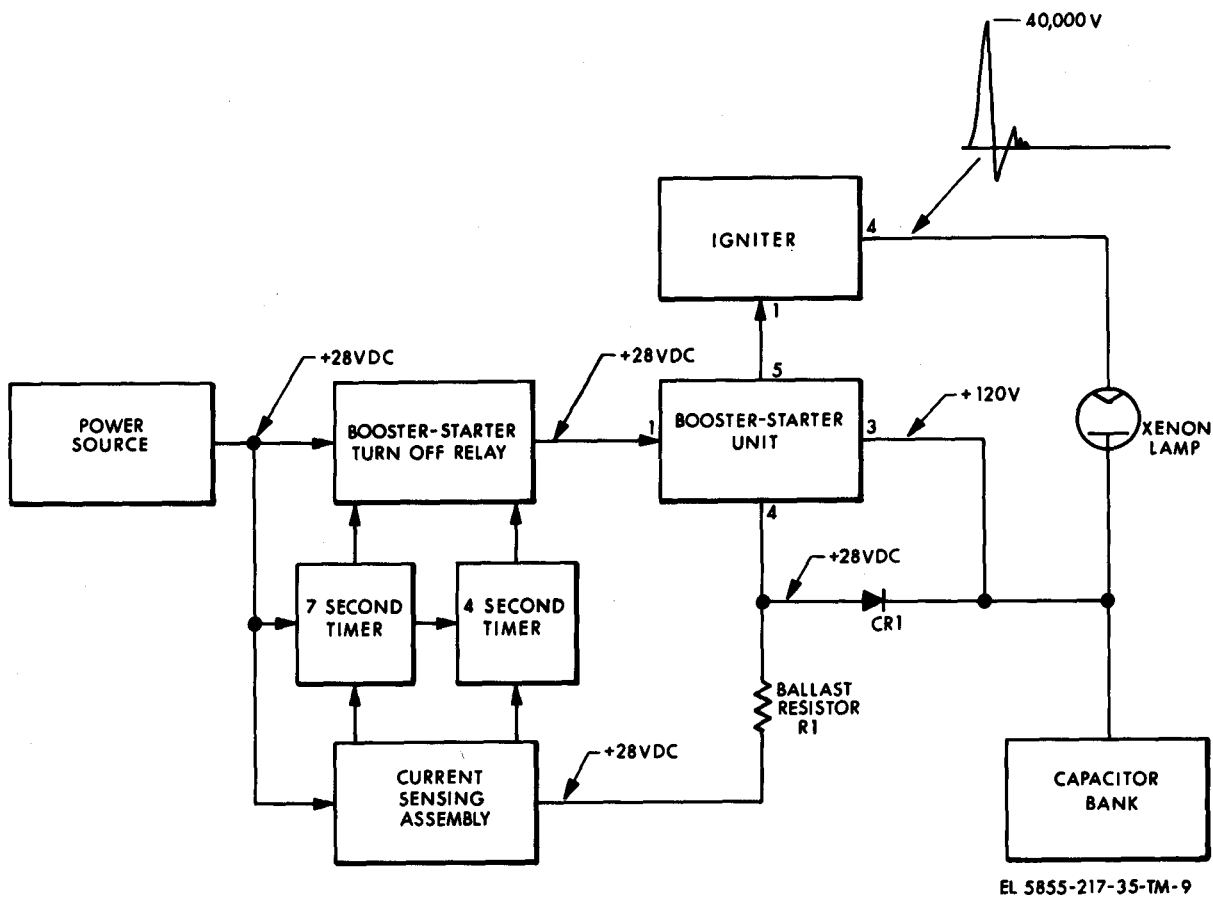 40,000 V
IGNITER
4
1
+28VDC
+28VDC
5
POWER
SOURCE
BOOSTER-STARTER
TURN OFF RELAY
1
BOOSTER-STARTER
UNIT
3
+120V
4
XENON
LAMP
+28VDC
7 SECOND
TIMER
4 SECOND
TIMER
CR1
BALLAST
RESISTOR
R1
+28VDC
CURRENT
SENSING
ASSEMBLY
CAPACITOR
BANK
EL 5855-217-35-TM-9